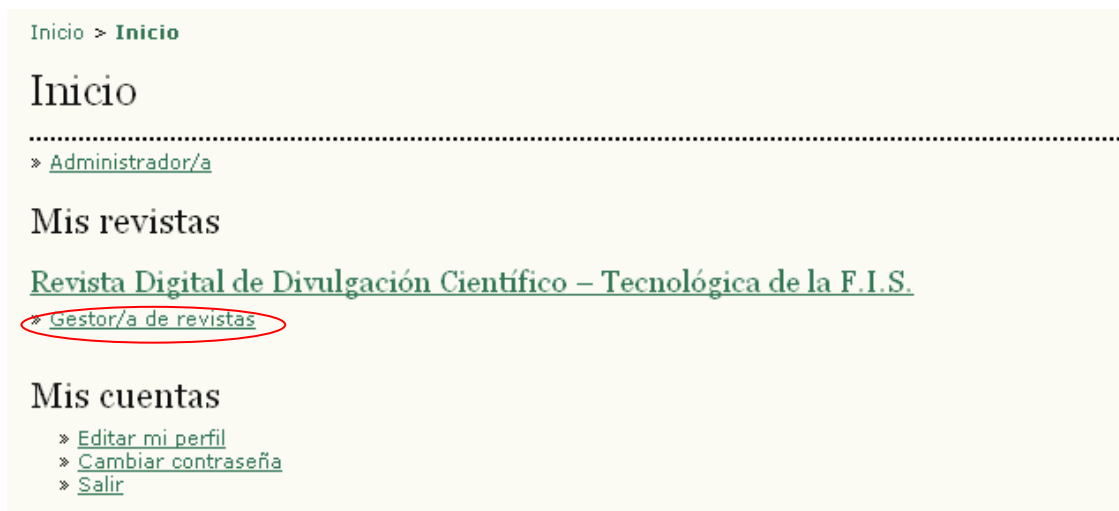 Inicio > Inicio
Inicio
» Administrador/a
Mis revistas
Revista Digital de Divulgación Científico – Tecnológica de la F.I.S.
» Gestor/a de revistas
Mis cuentas
» Editar mi perfil
» Cambiar contraseña
» Salir